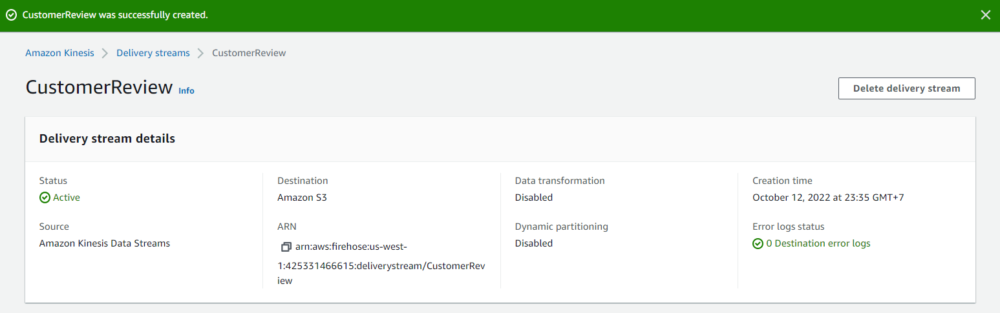 CustomerReview was successfully created.
Amazon Kinesis Delivery streams CustomerReview
CustomerReview Info
Delete delivery stream
Delivery stream details
Status
Active
Source
Amazon Kinesis Data Streams
Destination
Amazon S3
ARN
arn:aws:firehose:us-west-
1:425331466615:deliverystream/CustomerRev
iew
Data transformation
Disabled
Dynamic partitioning
Disabled
Creation time
October 12, 2022 at 23:35 GMT+7
Error logs status
0 Destination error logs